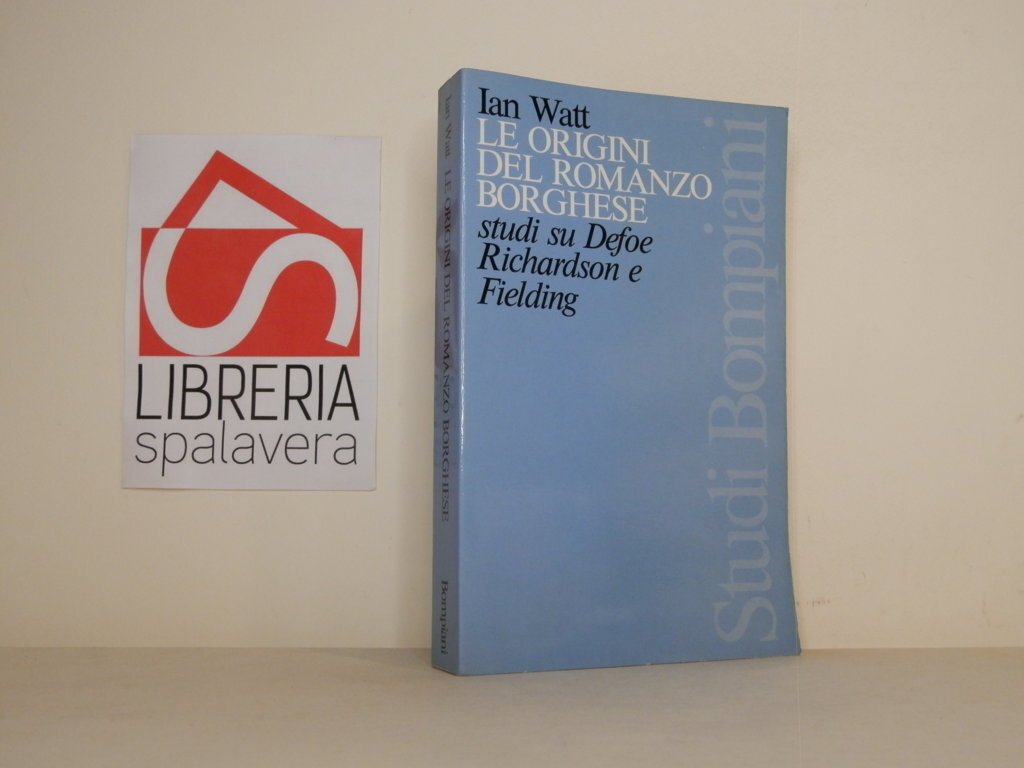 LIBRERIA
spalavera
Ian Watt LE ORIGINI DEL ROMANZO BORGHESE Bompiani
Ian Watt
LE ORIGINI
DEL ROMANZO
BORGHESE
studi su Defoe
Richardson e
Fielding
Studi Bompiani